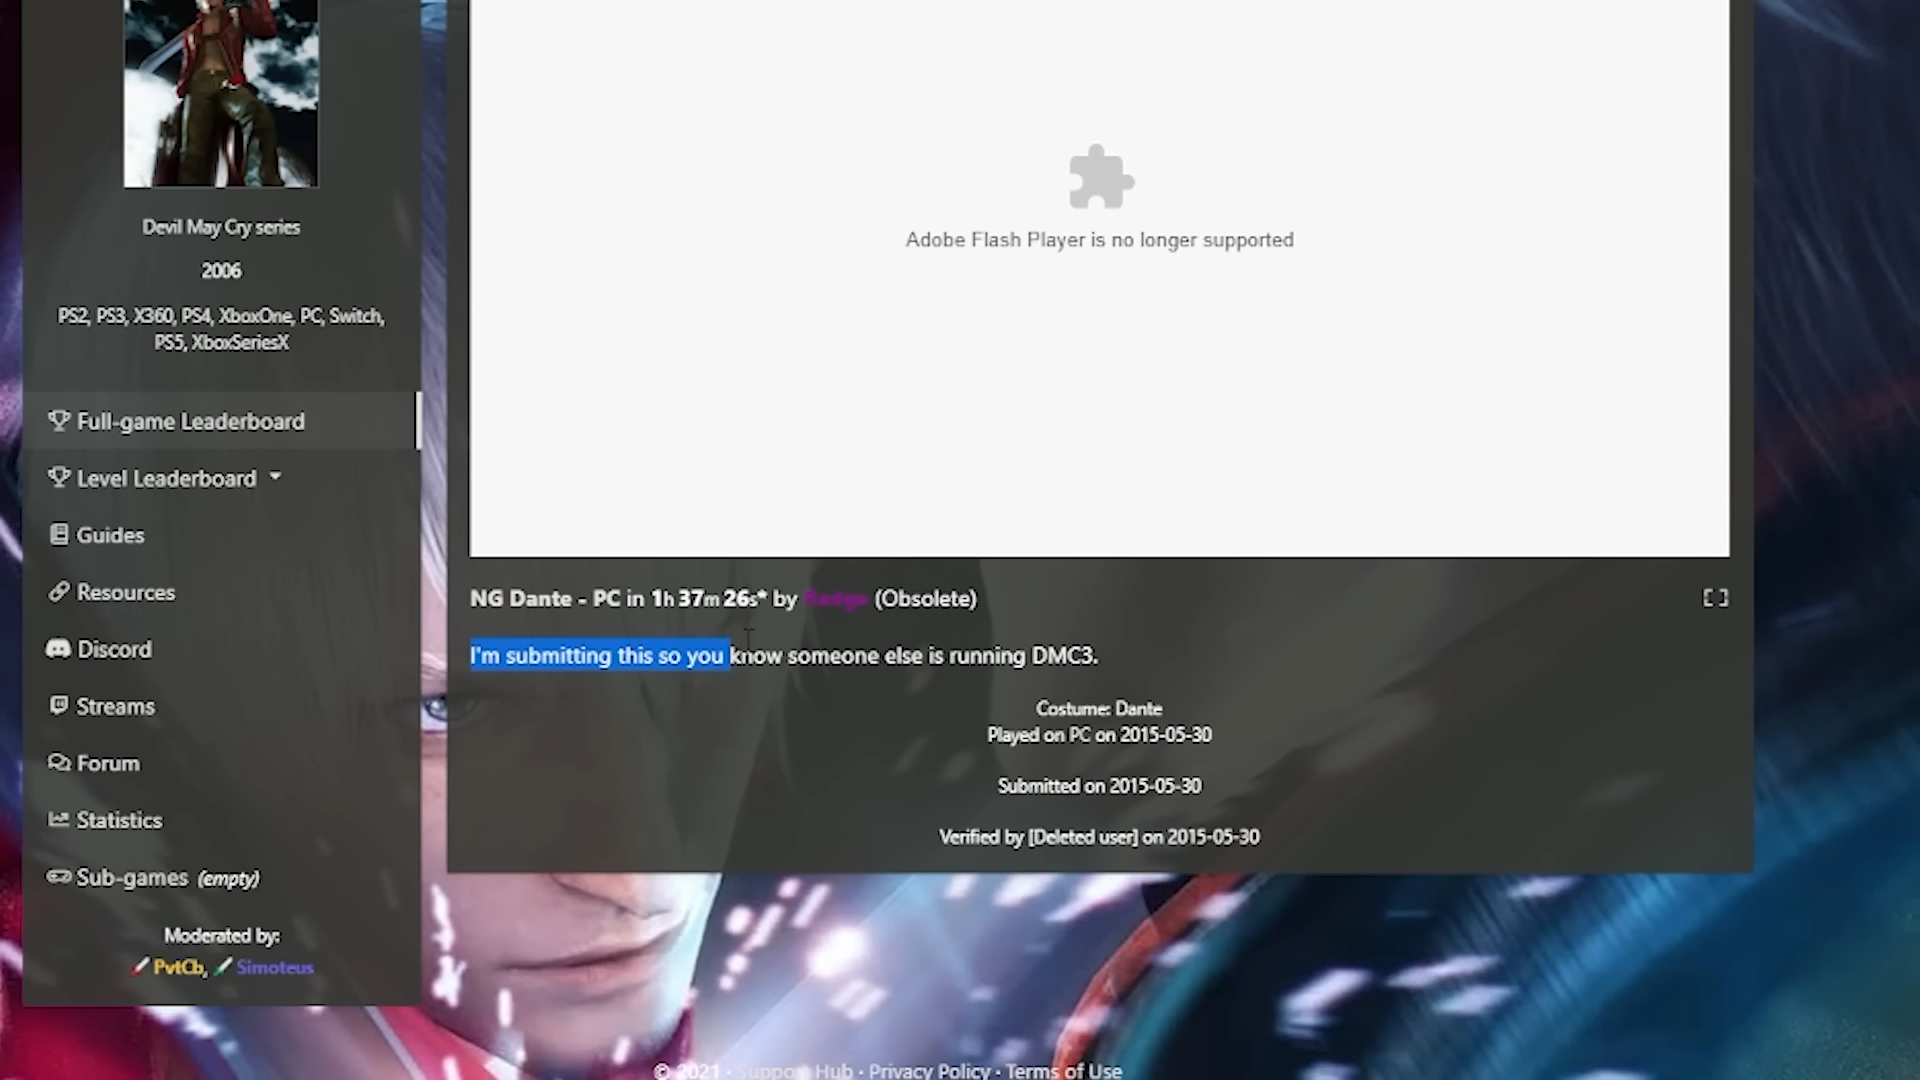 Devil May Cry series
2006
PS2, PS3, X360, PS4, XboxOne, PC, Switch,
PS5, XboxSeriesX
Full-game Leaderboard
Level Leaderboard
Guides
Resources
Discord
Streams
Forum
Statistics
Sub-games (empty)
Moderated by:
PvtCb, Simoteus
Adobe Flash Player is no longer supported
NG Dante - PC in 1h 37m 26s* by (Obsolete)
I'm submitting this so you know someone else is running DMC3.
Costume: Dante
Played on PC on 2015-05-30
Submitted on 2015-05-30
Verified by [Deleted user] on 2015-05-30
© 2021 · Support Hub · Privacy Policy · Terms of Use